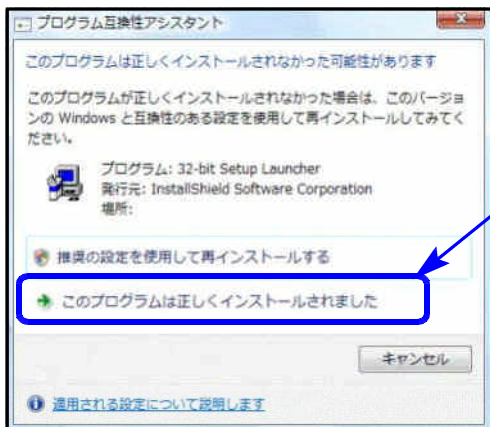 プログラム互換性アシスタント
このプログラムは正しくインストールされなかった可能性があります
このプログラムが正しくインストールされなかった場合は、このバージョ
ンの Windows と互換性のある設定を使用して再インストールしてみてく
ださい。
プログラム: 32-bit Setup Launcher
発行元: InstallShield Software Corporation
場所:
推奨の設定を使用して再インストールする
このプログラムは正しくインストールされました
キャンセル
適用される設定について説明します